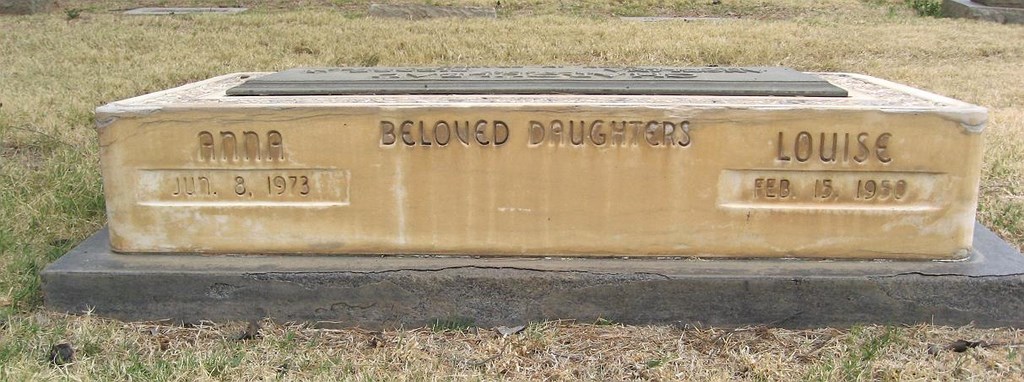 BELOVED DAUGHTERS
ANNA
JUN. 8, 1973
LOUISE
FEB. 15, 1950